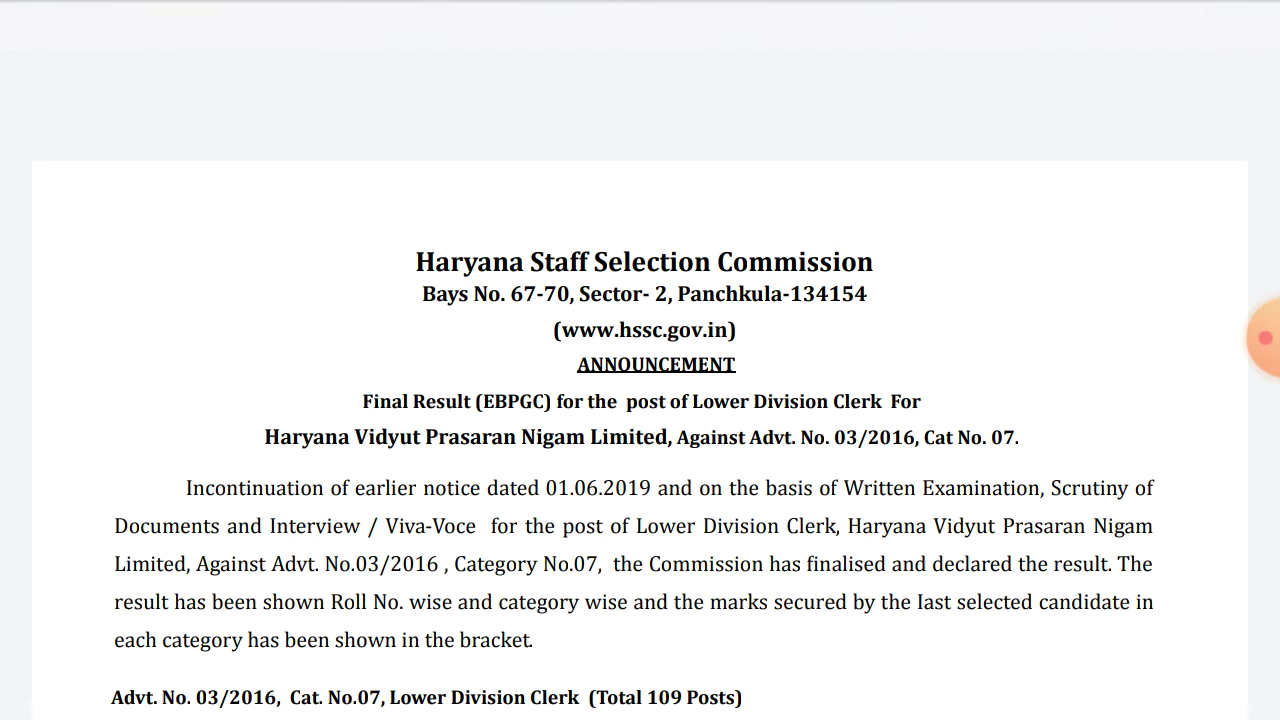 Haryana Staff Selection Commission
Bays No. 67-70, Sector- 2, Panchkula-134154
(www.hssc.gov.in)
ANNOUNCEMENT
Final Result (EBPGC) for the post of Lower Division Clerk For
Haryana Vidyut Prasaran Nigam Limited, Against Advt. No. 03/2016, Cat No. 07.
Incontinuation of earlier notice dated 01.06.2019 and on the basis of Written Examination, Scrutiny of
Documents and Interview / Viva-Voce for the post of Lower Division Clerk, Haryana Vidyut Prasaran Nigam
Limited, Against Advt. No.03/2016 , Category No.07, the Commission has finalised and declared the result. The
result has been shown Roll No. wise and category wise and the marks secured by the last selected candidate in
each category has been shown in the bracket.
Advt. No. 03/2016, Cat. No.07, Lower Division Clerk (Total 109 Posts)